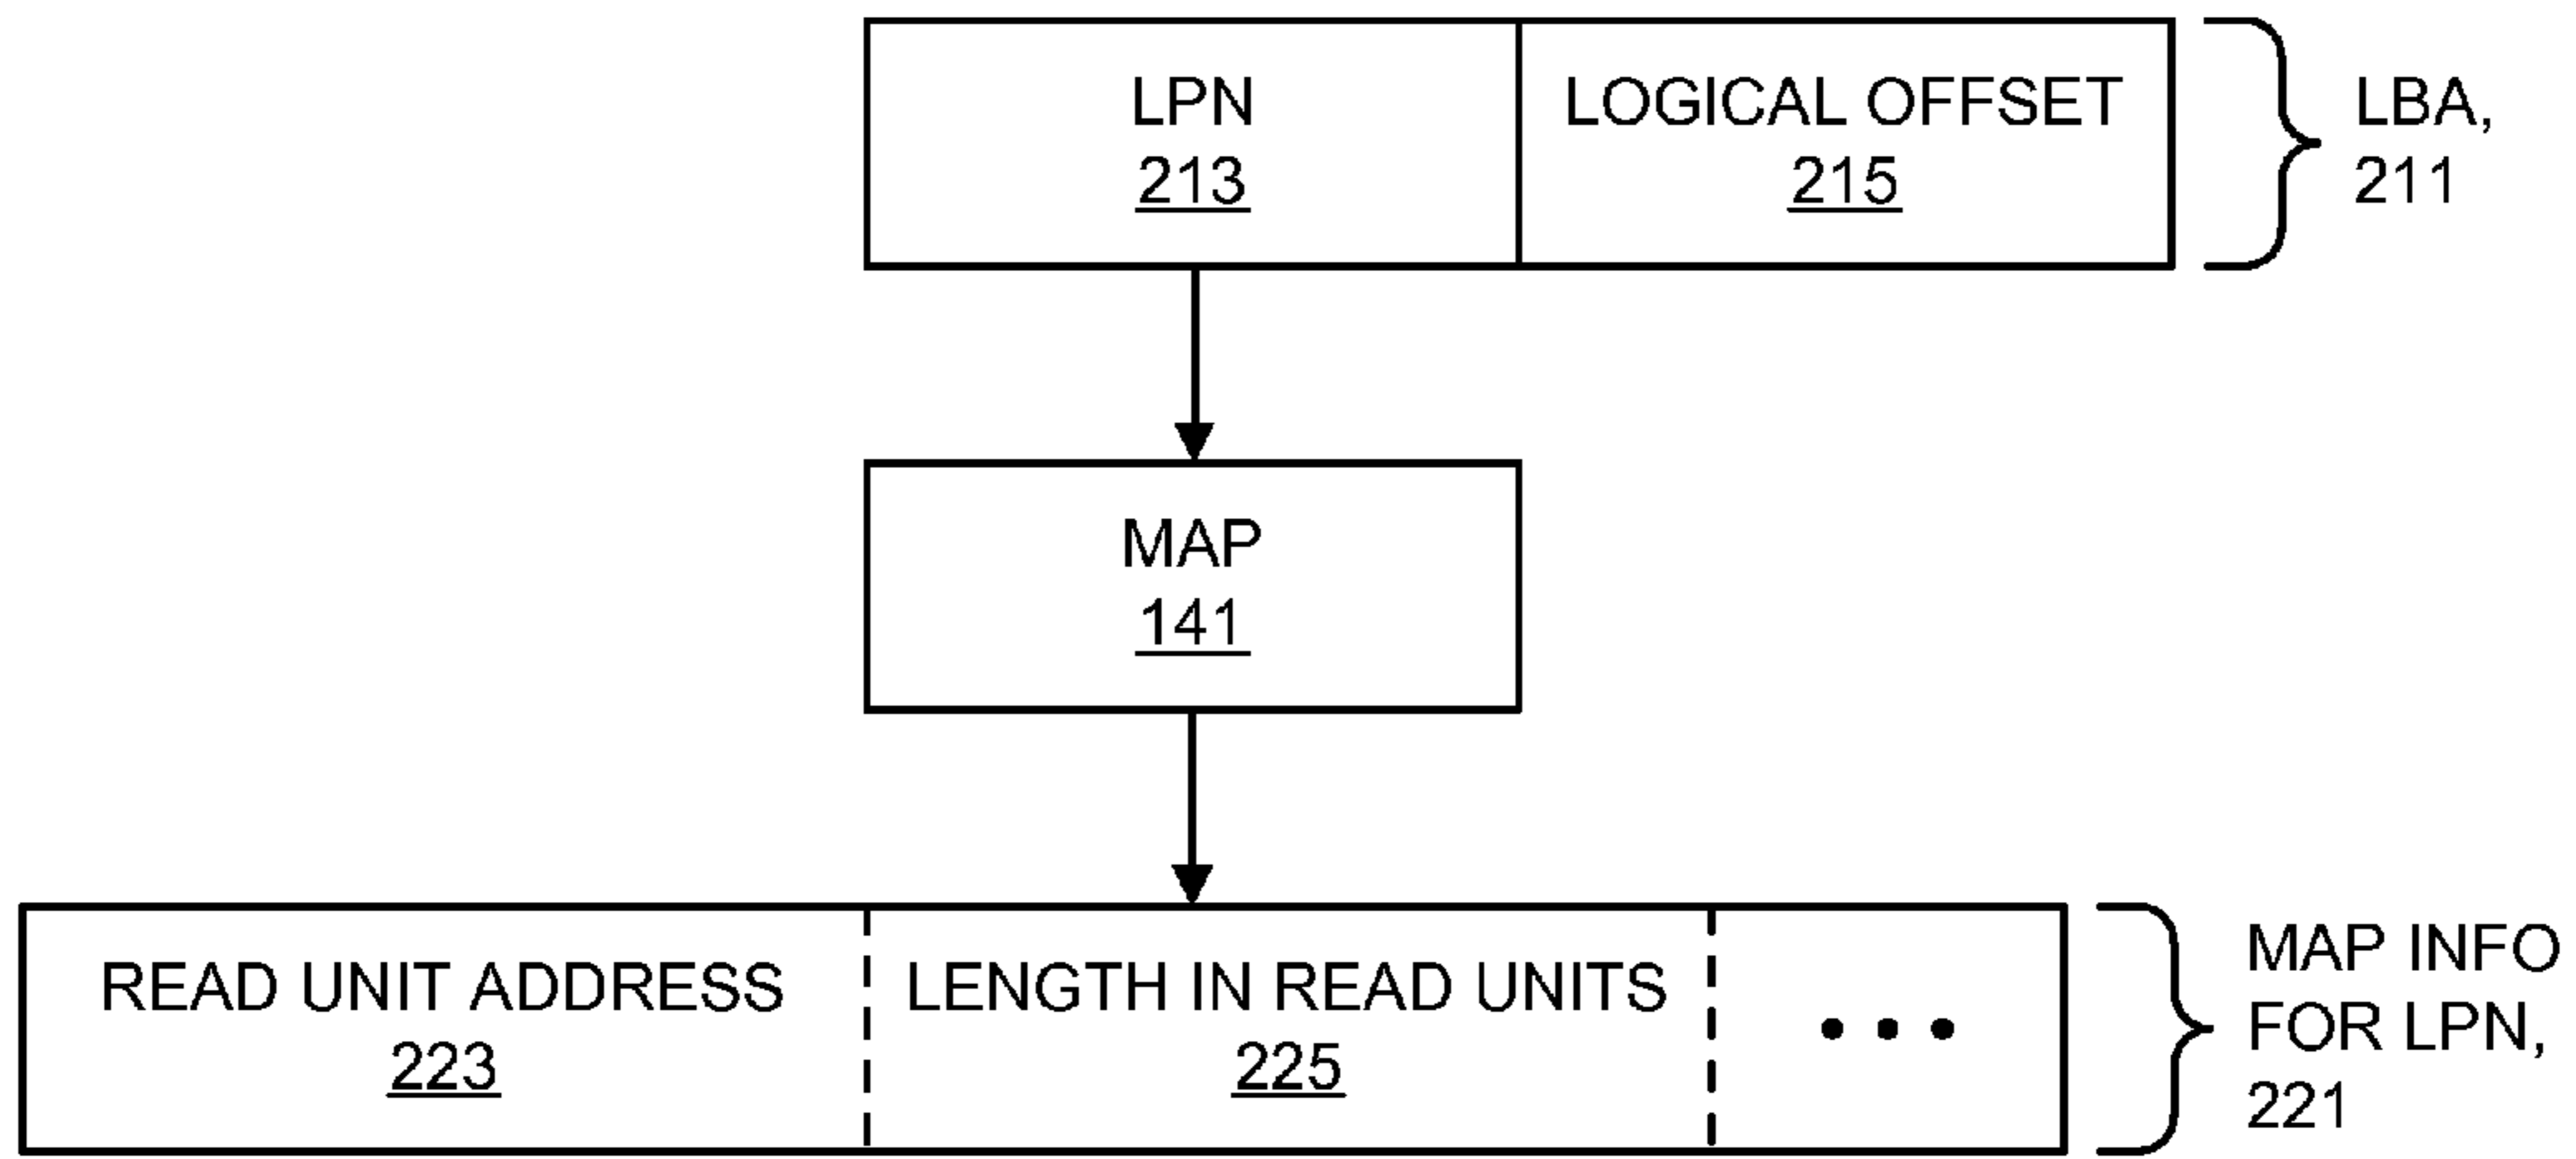 LPN
213
LOGICAL OFFSET
215
LBA,
211
MAP
141
READ UNIT ADDRESS
223
LENGTH IN READ UNITS
225
• • •
MAP INFO
FOR LPN,
221